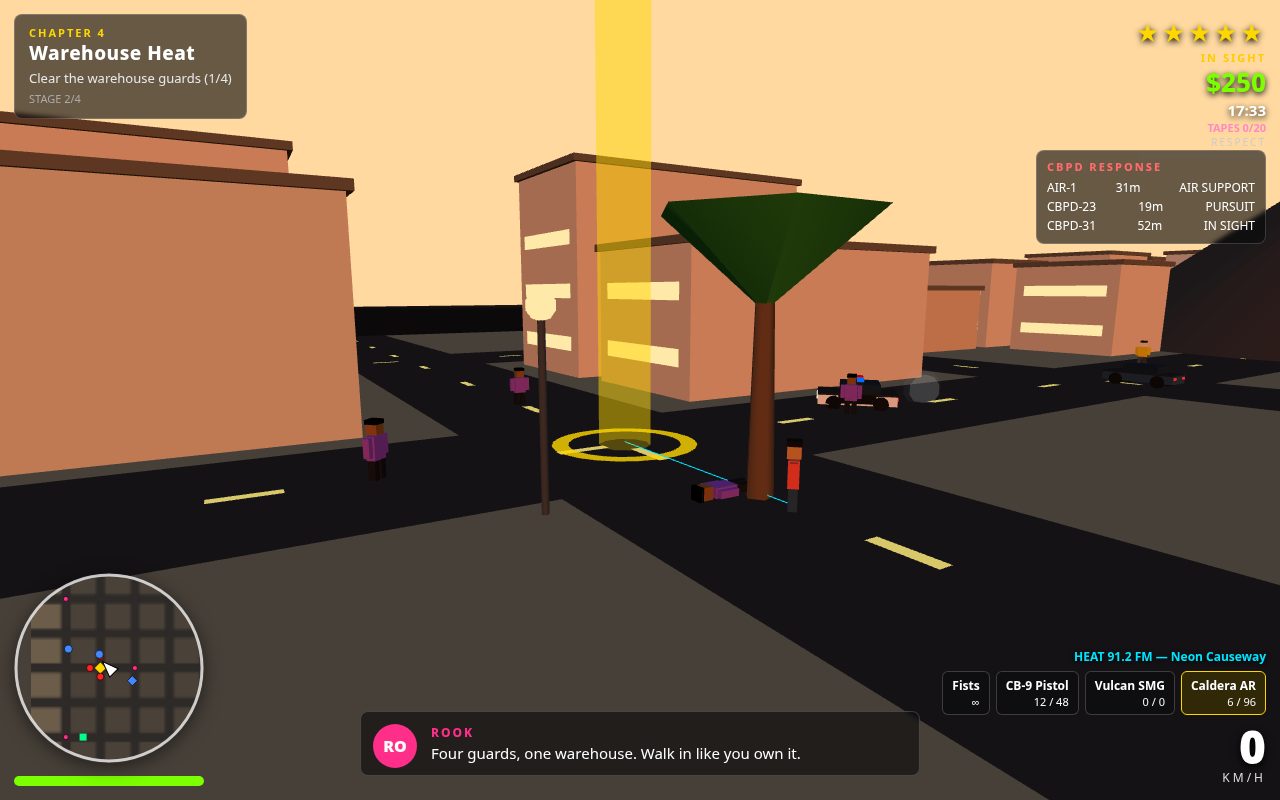 CHAPTER 4
Warehouse Heat
Clear the warehouse guards (1/4)
STAGE 2/4
★★★★★
IN SIGHT
$250
17:33
TAPES 0/20
RESPECT
CBPD RESPONSE
AIR-1 31m AIR SUPPORT
CBPD-23 19m PURSUIT
CBPD-31 52m IN SIGHT
HEAT 91.2 FM — Neon Causeway
Fists CB-9 Pistol Vulcan SMG Caldera AR
∞ 12 / 48 0 / 0 6 / 96
RO
ROOK
Four guards, one warehouse. Walk in like you own it.
0
KM/H